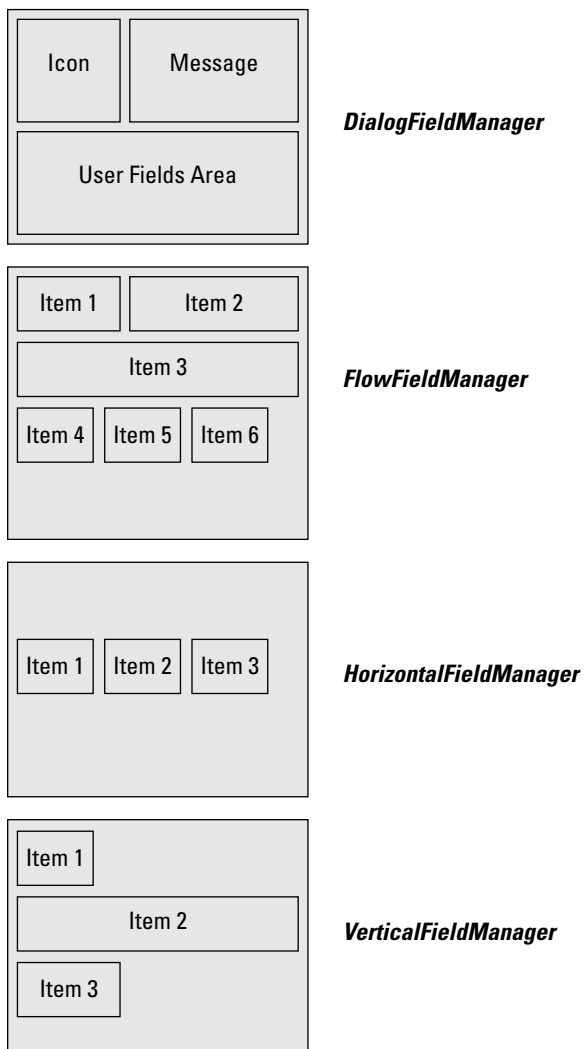 Icon
Message
User Fields Area
DialogFieldManager
Item 1
Item 2
Item 3
Item 4
Item 5
Item 6
FlowFieldManager
Item 1
Item 2
Item 3
HorizontalFieldManager
Item 1
Item 2
Item 3
VerticalFieldManager